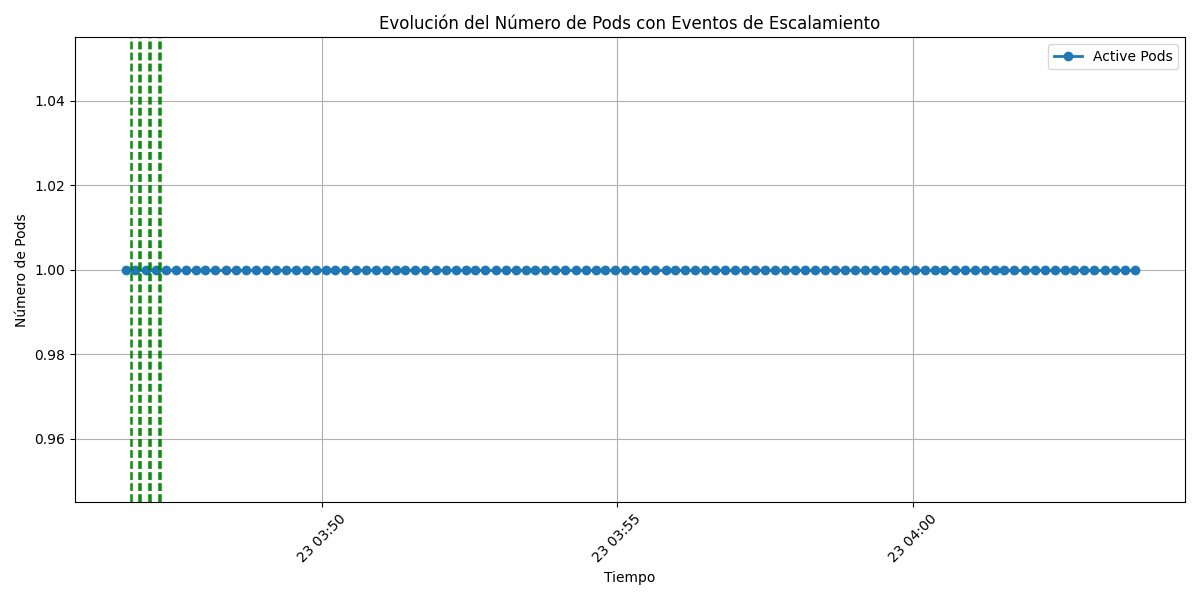 Evolución del Número de Pods con Eventos de Escalamiento
Active Pods
1.04
1.02
1.00
0.98
0.96
Número de Pods
23 03:50
23 03:55
23 04:00
Tiempo